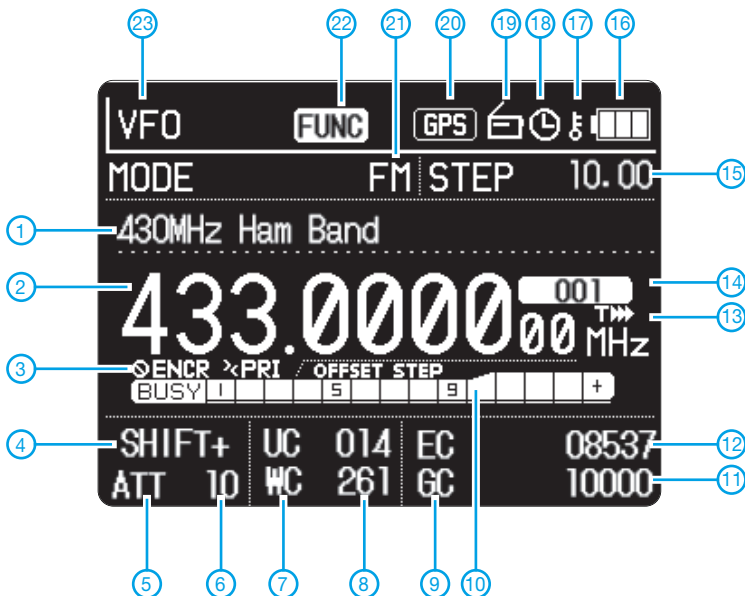 23 22 21 20 19 18 17 16
VFO FUNC GPS
MODE FM STEP 10.00 15
1 430MHz Ham Band
2 433.000000 MHz 001 14
T 13
3 ENCR PRI OFFSET STEP
BUSY 1 5 9 +
4 SHIFT+ UC 014 EC 08537 12
ATT 10 WC 261 GC 10000 11
5 6 7 8 9 10